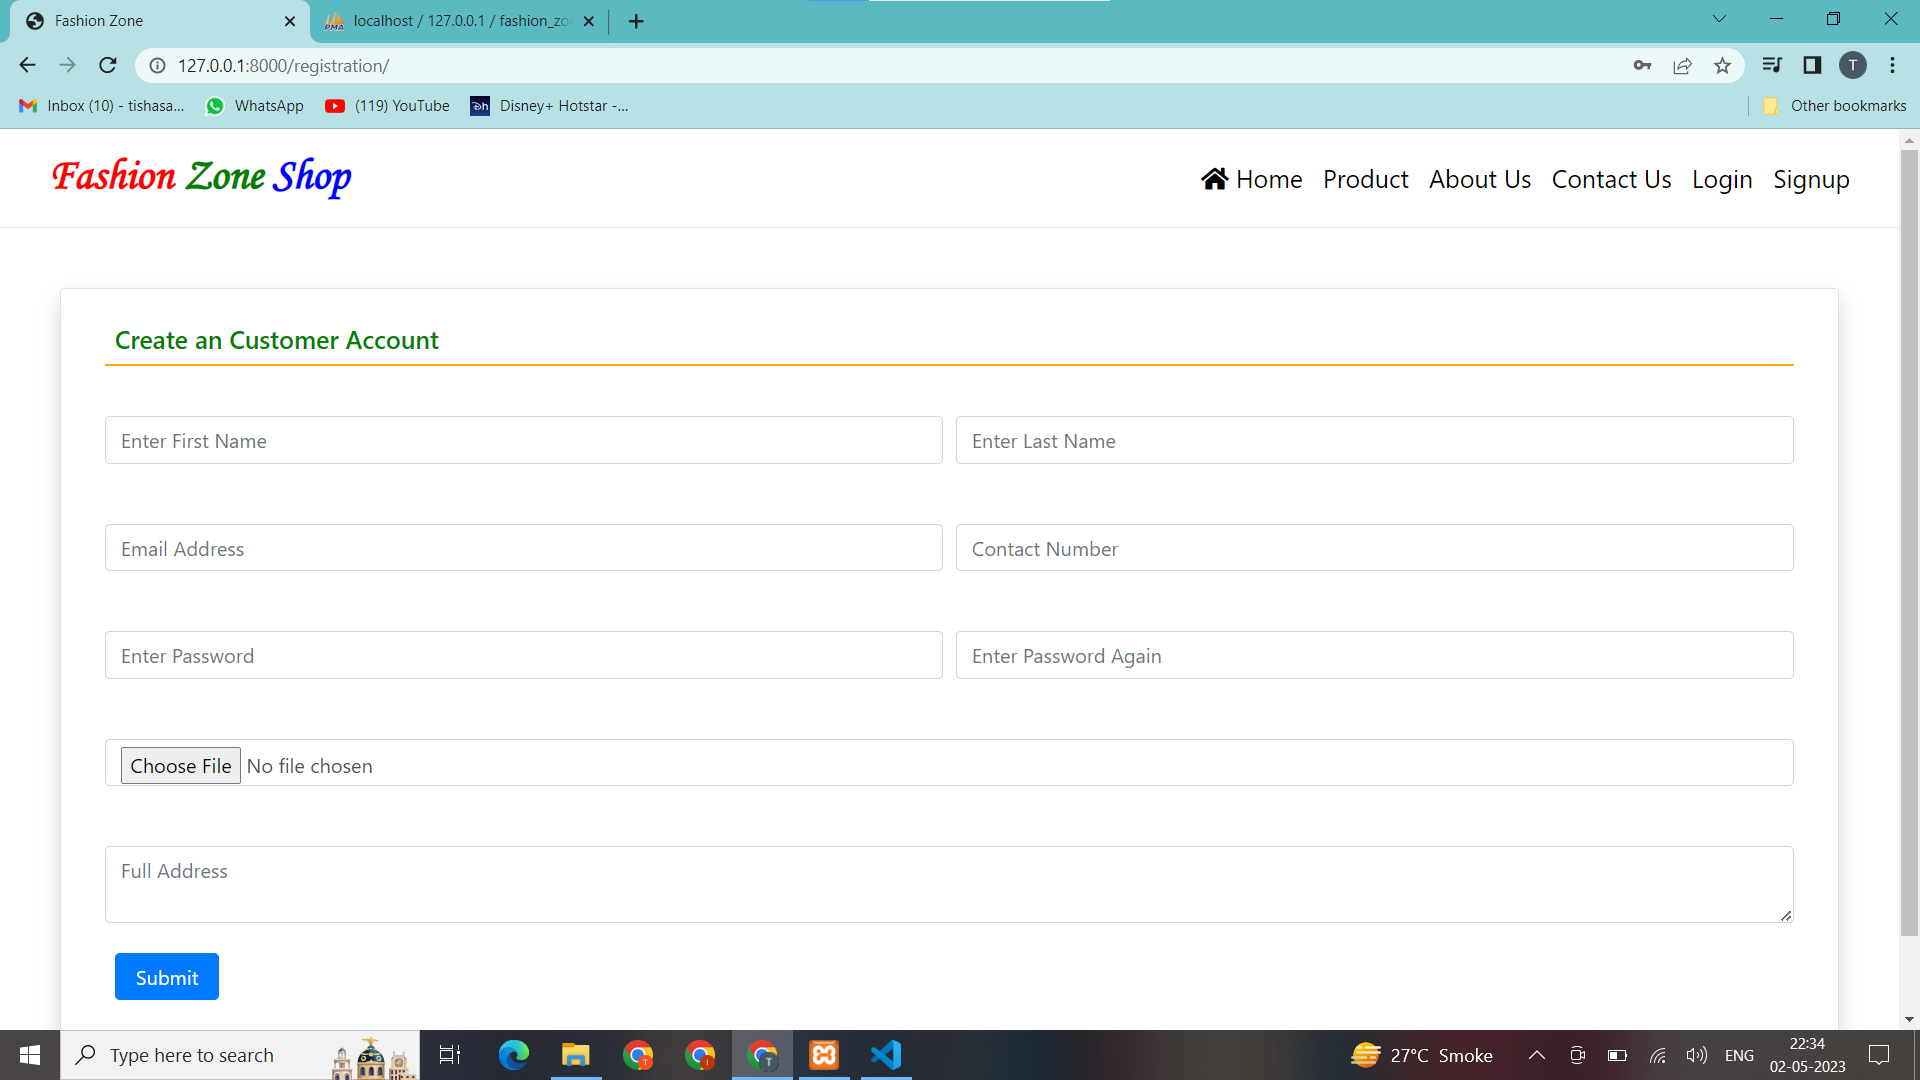 Fashion Zone
localhost / 127.0.0.1 / fashion_zo
127.0.0.1:8000/registration/
T
Inbox (10) - tishasa...
WhatsApp
(119) YouTube
Disney+ Hotstar -...
Other bookmarks
Fashion Zone Shop
Home
Product
About Us
Contact Us
Login
Signup
Create an Customer Account
Enter First Name
Enter Last Name
Email Address
Contact Number
Enter Password
Enter Password Again
Choose File No file chosen
Full Address
Submit
Type here to search
27°C Smoke
ENG
22:34
02-05-2023